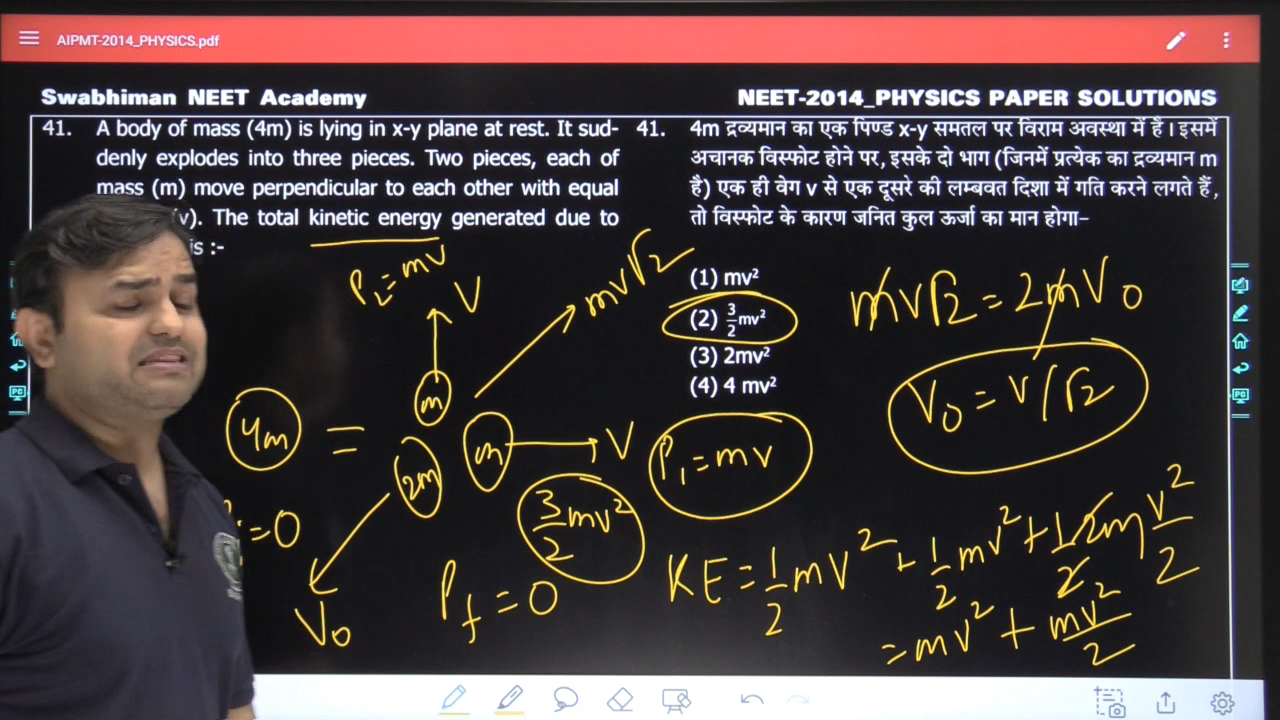 AIPMT-2014_PHYSICS.pdf
Swabhiman NEET Academy
NEET-2014_PHYSICS PAPER SOLUTIONS
41. A body of mass (4m) is lying in x-y plane at rest. It sud-
denly explodes into three pieces. Two pieces, each of
mass (m) move perpendicular to each other with equal
(v). The total kinetic energy generated due to
is :-
41. 4m द्रव्यमान का एक पिण्ड x-y समतल पर विराम अवस्था में है। इसमें
अचानक विस्फोट होने पर, इसके दो भाग (जिनमें प्रत्येक का द्रव्यमान m
है) एक ही वेग v से एक दूसरे की लम्बवत दिशा में गति करने लगते हैं,
तो विस्फोट के कारण जनित कुल ऊर्जा का मान होगा–
(1) mv²
(2) 3/2 mv²
(3) 2mv²
(4) 4 mv²
P₂ = mv
V
mv√2
4m =
m
m
V
2m
V₀
= 0
P_f = 0
3/2 mv²
P₁ = mv
mv√2 = 2mV₀
V₀ = v/√2
KE = 1/2 mv² + 1/2 mv² + 1/2 2m v²/2
= mv² + mv²/2